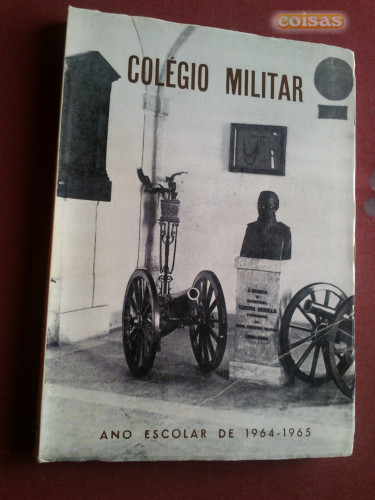 coisas
COLÉGIO MILITAR
ANO ESCOLAR DE 1964-1965